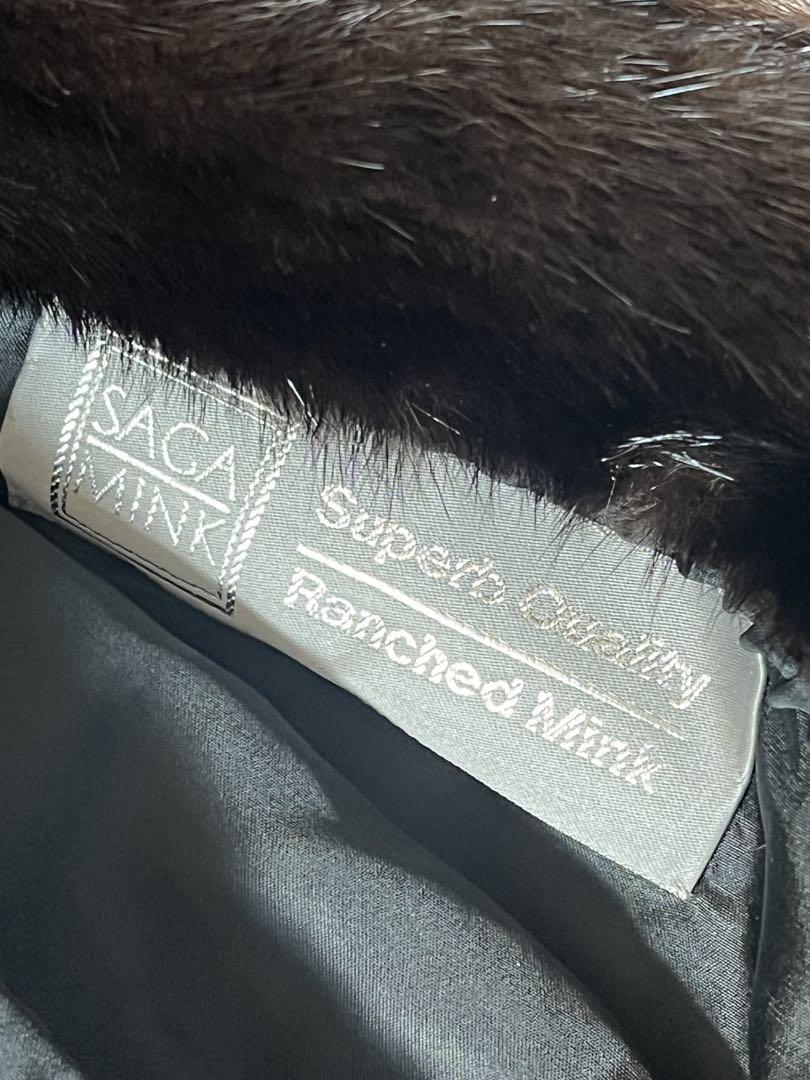 SAGA
MINK
Superb Quality
Ranched Mink